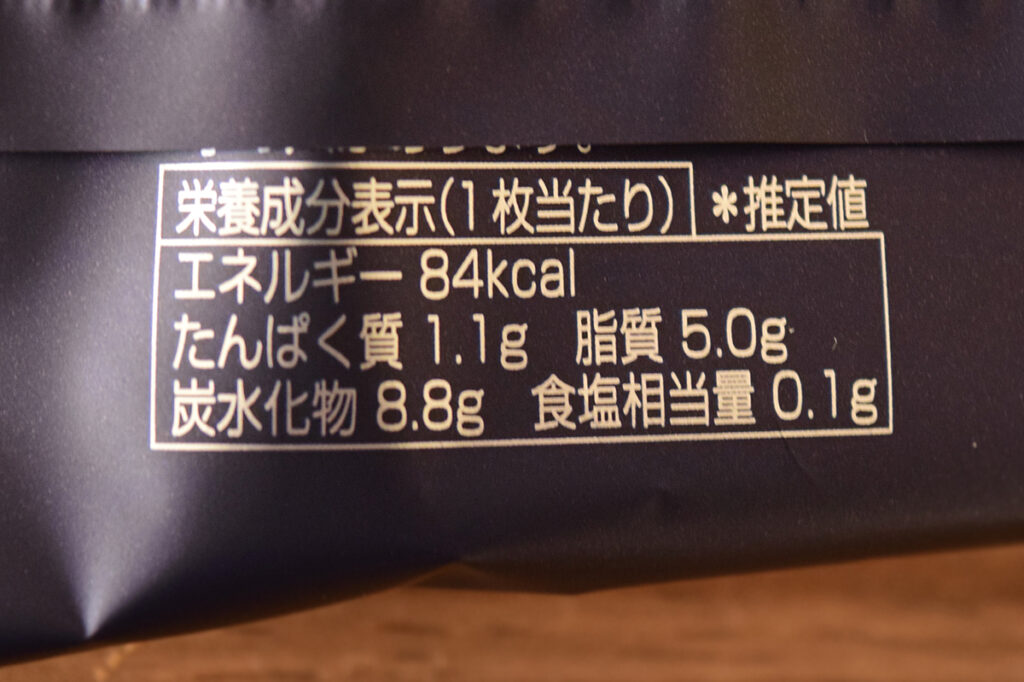 栄養成分表示(1枚当たり) *推定値
エネルギー 84kcal
たんぱく質 1.1g 脂質 5.0g
炭水化物 8.8g 食塩相当量 0.1g